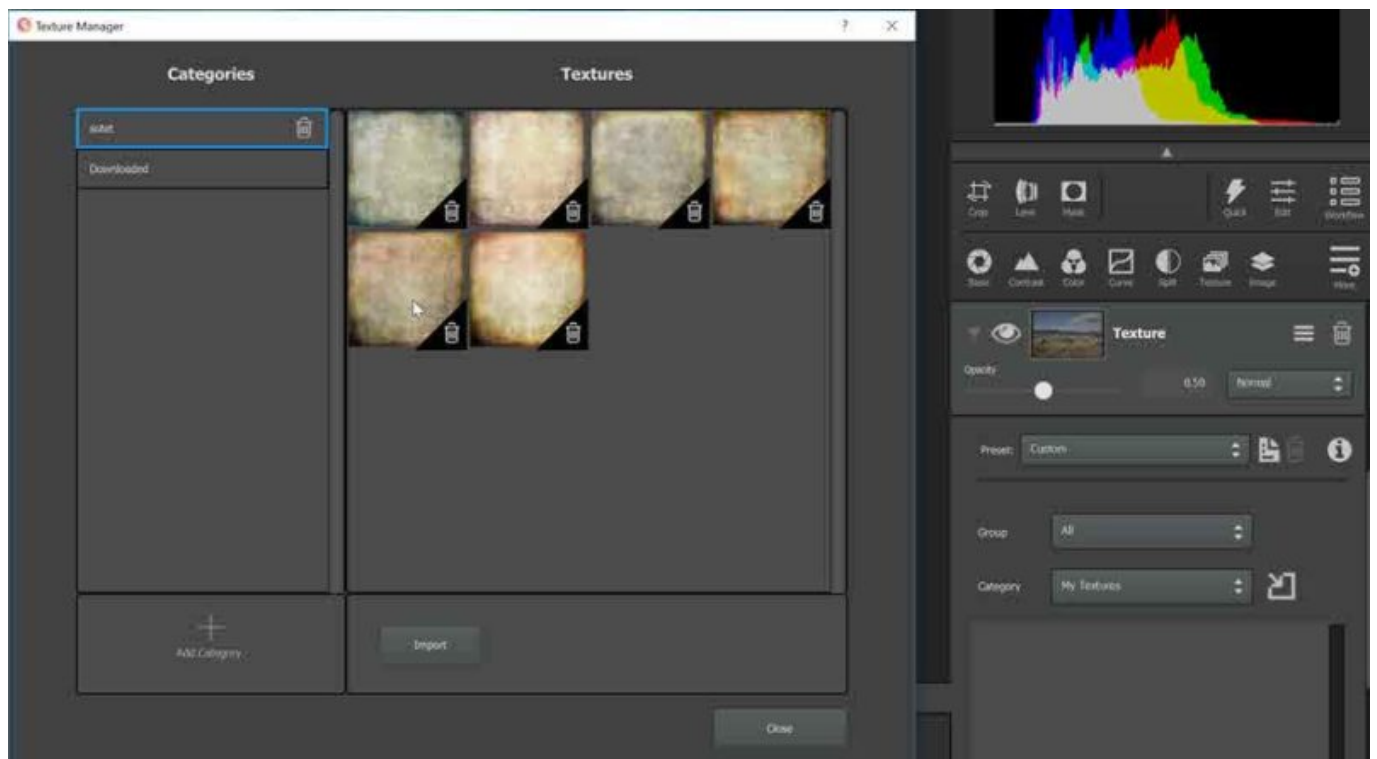 Texture Manager
?
Categories
Textures
Downloaded
Add Category
Import
Close
Crop
Lens
Mask
Quick
Edit
Workflow
Basic
Contrast
Color
Curve
Split
Texture
Image
More
Texture
Opacity
0.50
Normal
Preset:
Custom
Group
All
Category
My Textures